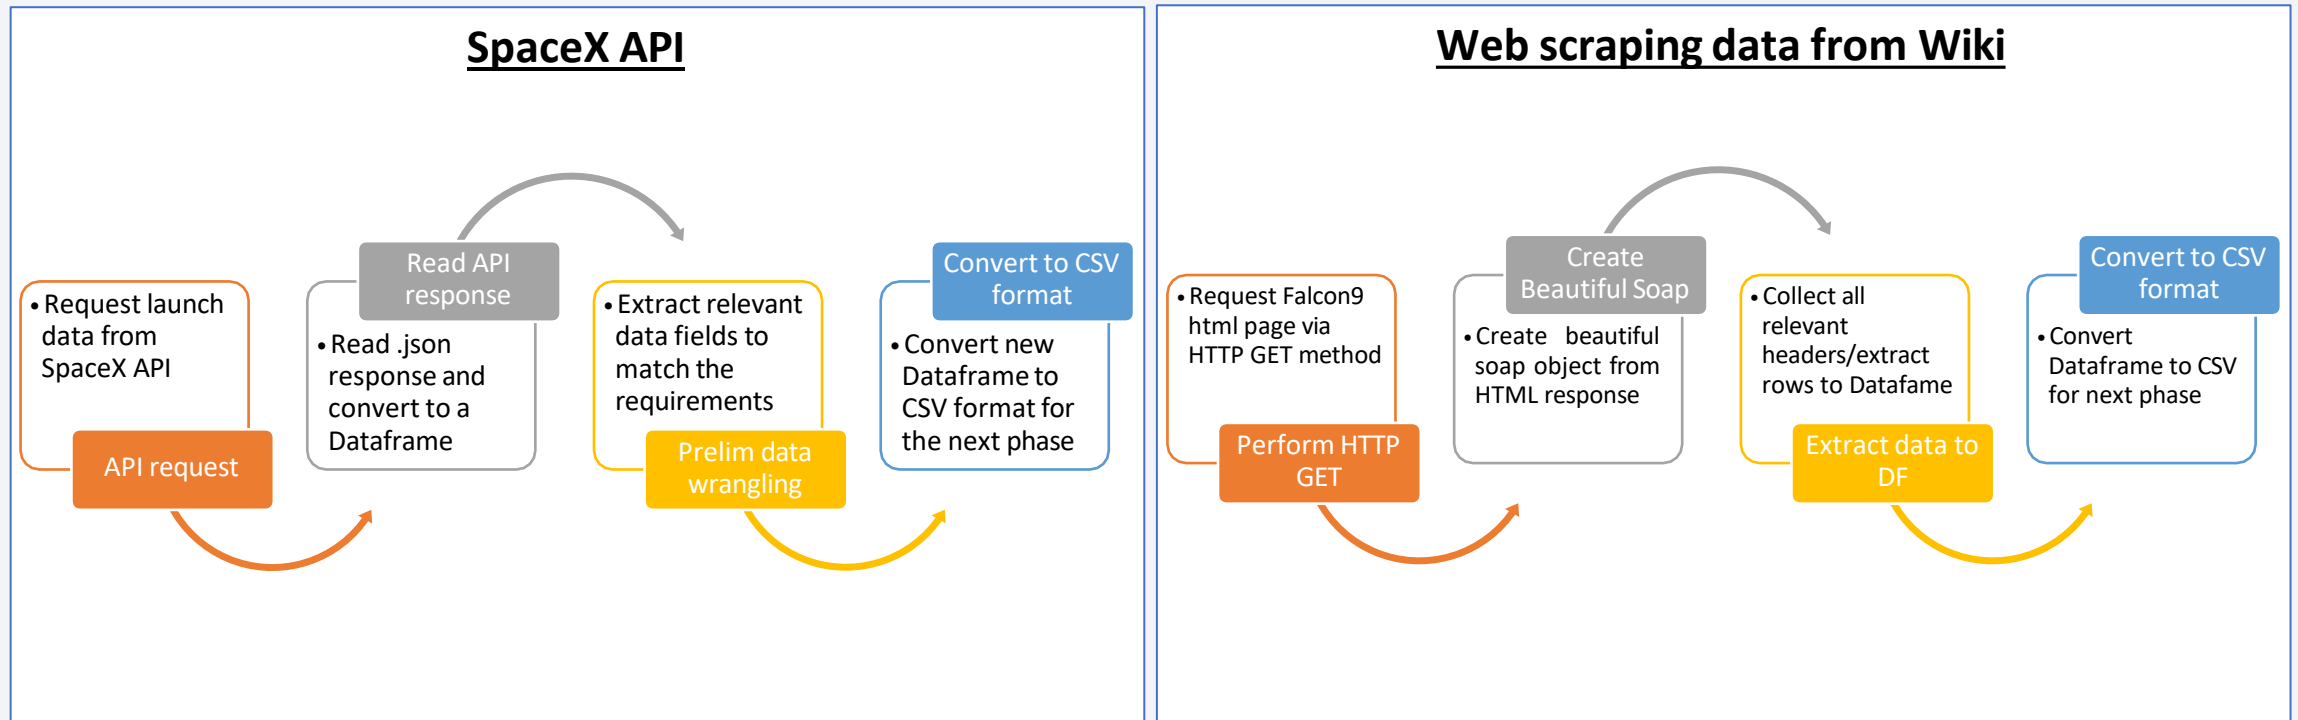 SpaceX API
• Request launch
data from
SpaceX API
API request
Read API
response
• Read .json
response and
convert to a
Dataframe
• Extract relevant
data fields to
match the
requirements
Prelim data
wrangling
Convert to CSV
format
• Convert new
Dataframe to
CSV format for
the next phase
Web scraping data from Wiki
• Request Falcon9
html page via
HTTP GET method
Perform HTTP
GET
Create
Beautiful Soap
• Create beautiful
soap object from
HTML response
• Collect all
relevant
headers/extract
rows to Datafame
Extract data to
DF
Convert to CSV
format
• Convert
Dataframe to CSV
for next phase